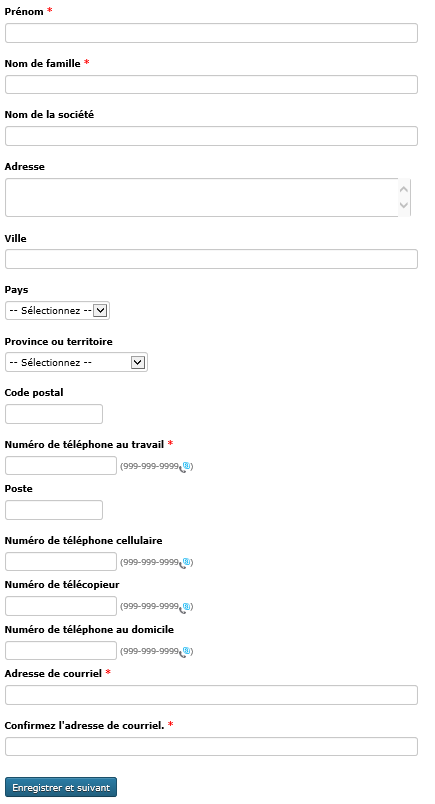 Prénom *
Nom de famille *
Nom de la société
Adresse
Ville
Pays
-- Sélectionnez --
Province ou territoire
-- Sélectionnez --
Code postal
Numéro de téléphone au travail *
(999-999-9999)
Poste
Numéro de téléphone cellulaire
(999-999-9999)
Numéro de télécopieur
(999-999-9999)
Numéro de téléphone au domicile
(999-999-9999)
Adresse de courriel *
Confirmez l'adresse de courriel. *
Enregistrer et suivant